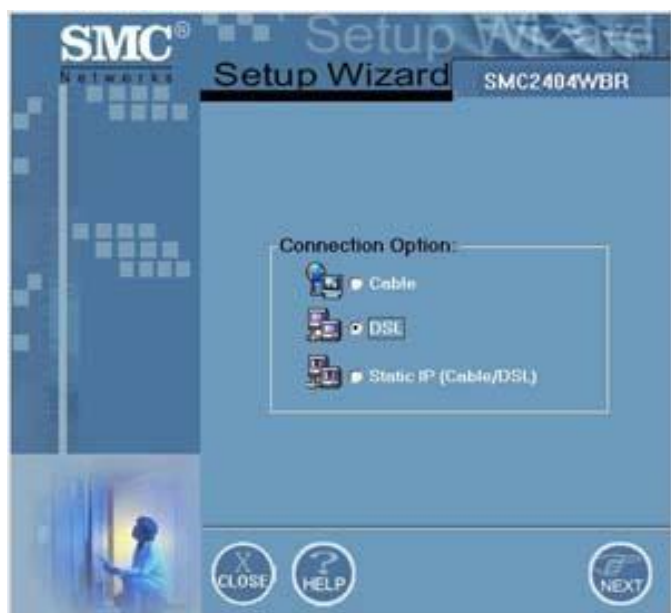 SMC®
Networks
Setup Wizard
Setup Wizard
SMC2404WBR
Connection Option:
Cable
DSL
Static IP (Cable/DSL)
X
CLOSE
?
HELP
NEXT